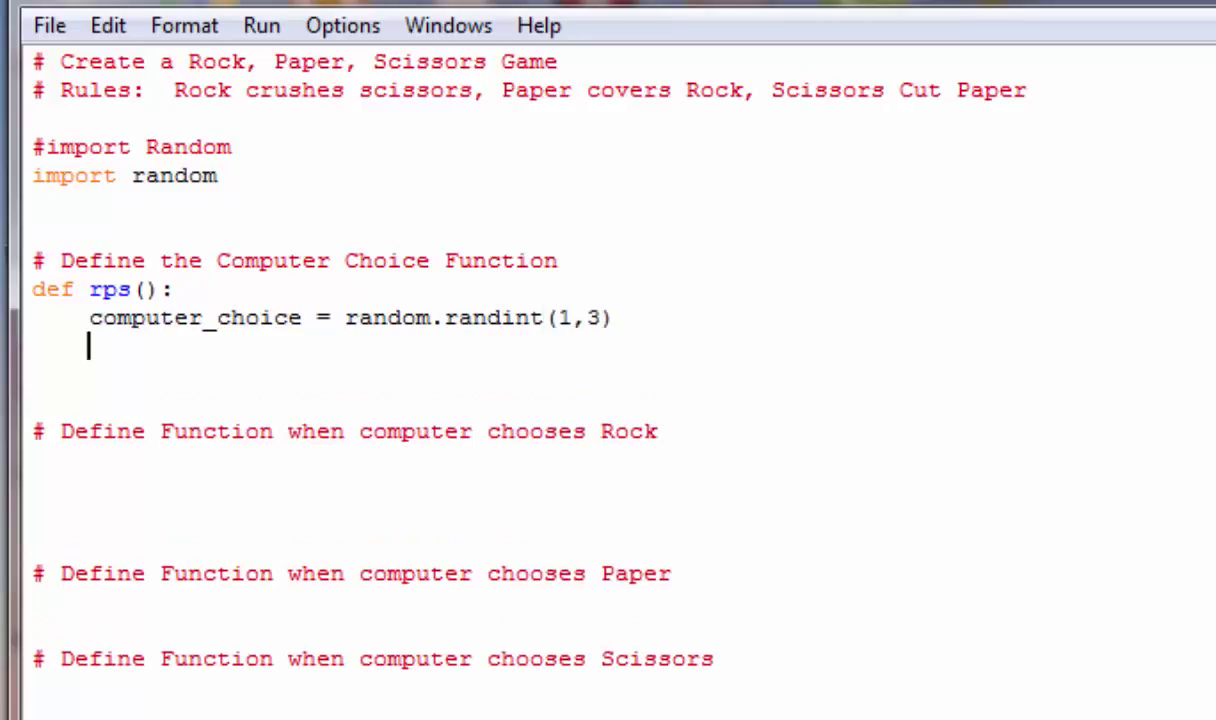 File Edit Format Run Options Windows Help
# Create a Rock, Paper, Scissors Game
# Rules:  Rock crushes scissors, Paper covers Rock, Scissors Cut Paper
#import Random
import random
# Define the Computer Choice Function
def rps():
    computer_choice = random.randint(1,3)
# Define Function when computer chooses Rock
# Define Function when computer chooses Paper
# Define Function when computer chooses Scissors